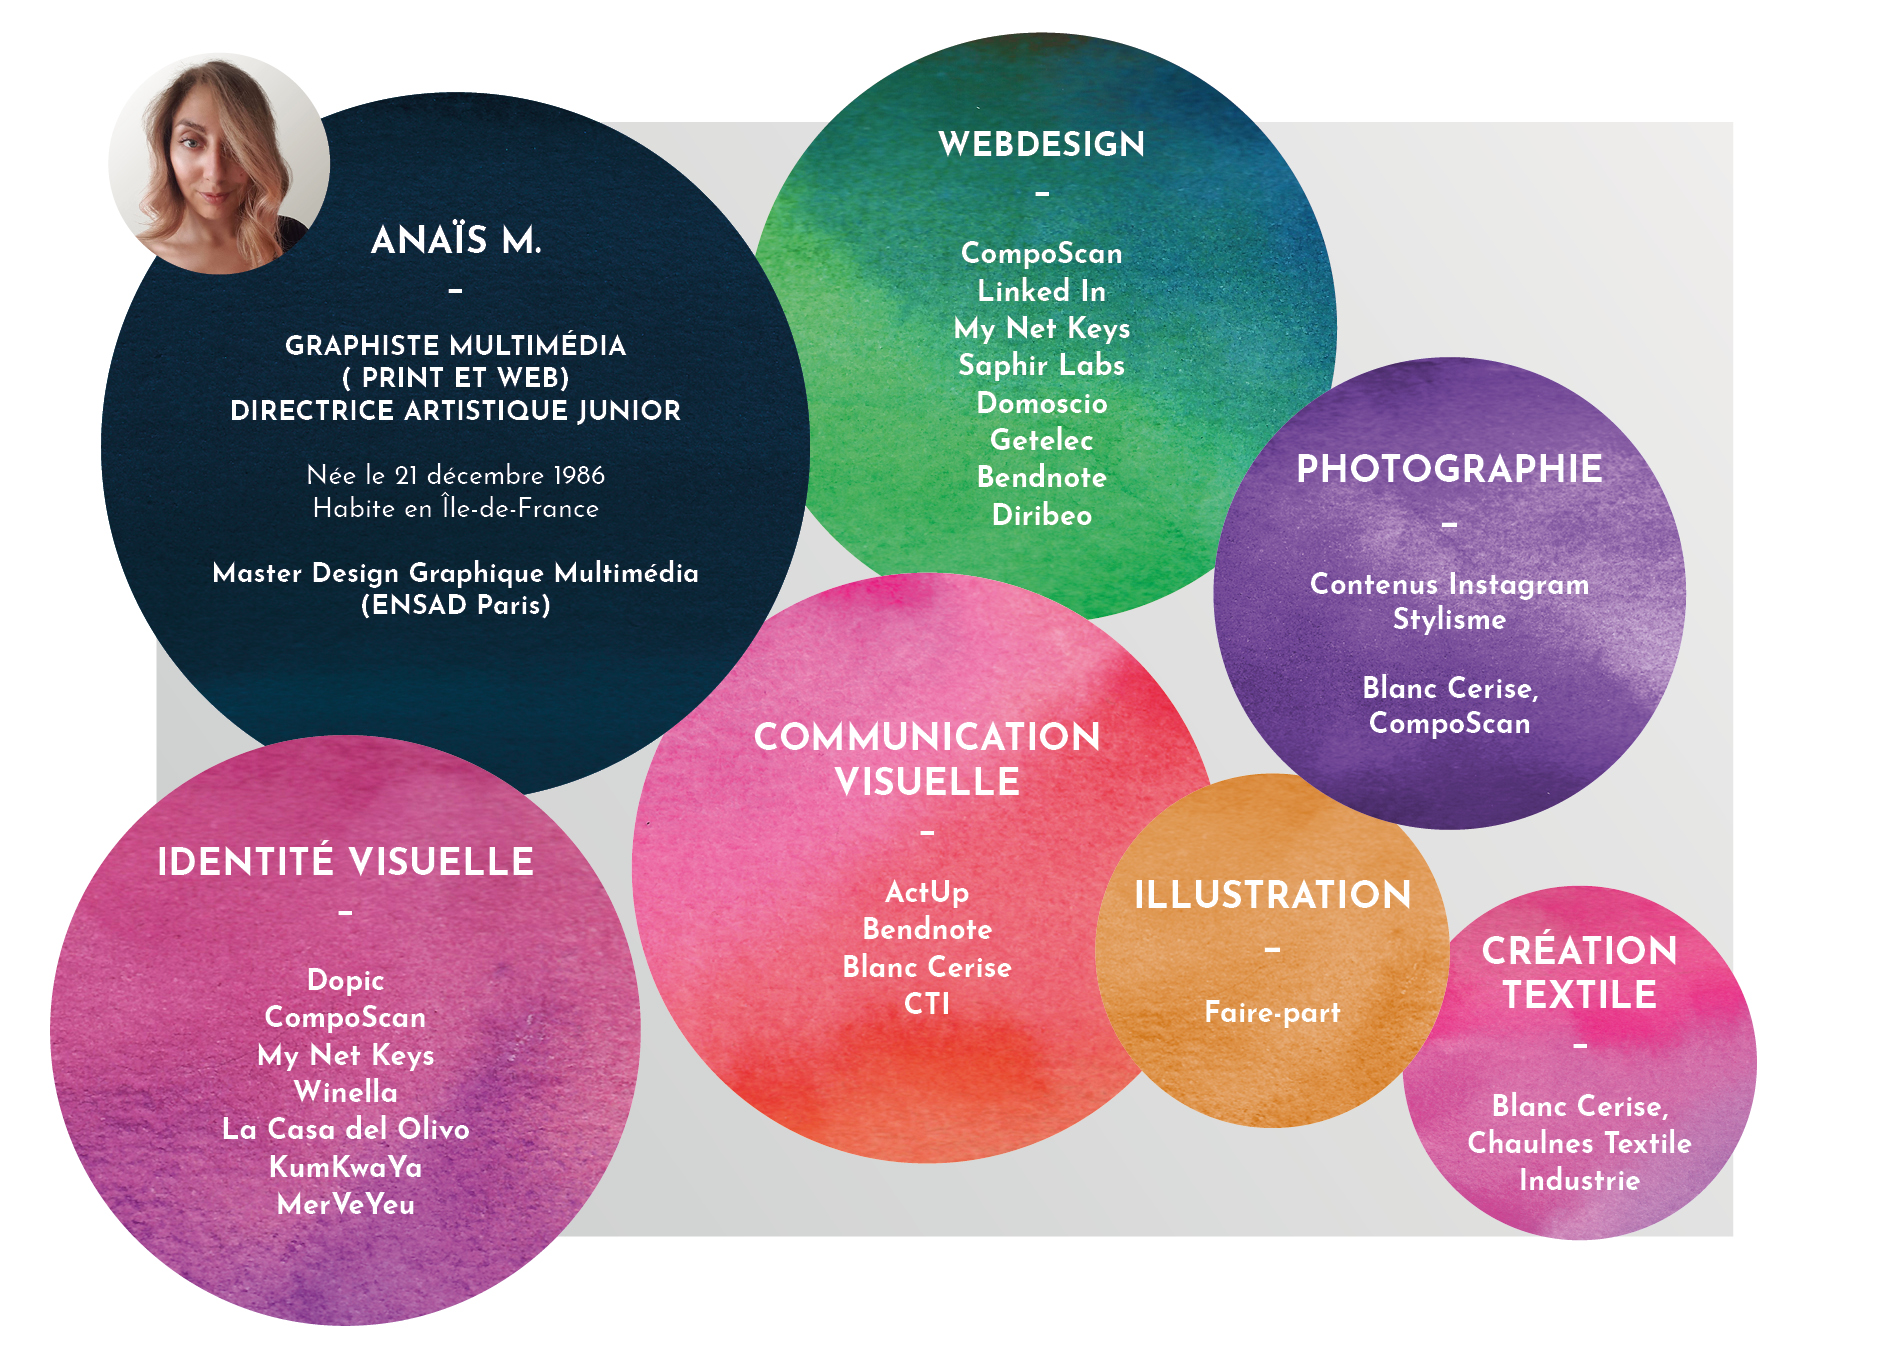 ANAÏS M.
–
GRAPHISTE MULTIMÉDIA
( PRINT ET WEB)
DIRECTRICE ARTISTIQUE JUNIOR
Née le 21 décembre 1986
Habite en Île-de-France
Master Design Graphique Multimédia
(ENSAD Paris)
WEBDESIGN
–
CompoScan
Linked In
My Net Keys
Saphir Labs
Domoscio
Getelec
Bendnote
Diribeo
PHOTOGRAPHIE
–
Contenus Instagram
Stylisme
Blanc Cerise,
CompoScan
IDENTITÉ VISUELLE
–
Dopic
CompoScan
My Net Keys
Winella
La Casa del Olivo
KumKwaYa
MerVeYeu
COMMUNICATION
VISUELLE
–
ActUp
Bendnote
Blanc Cerise
CTI
ILLUSTRATION
–
Faire-part
CRÉATION
TEXTILE
–
Blanc Cerise,
Chaulnes Textile
Industrie